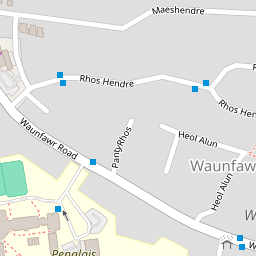 Maeshendre
Rhos Hendre
Rhos Hen
Waunfawr Road
PantyRhos
Heol Alun
Waunfaw
Heol Alun
Penglais